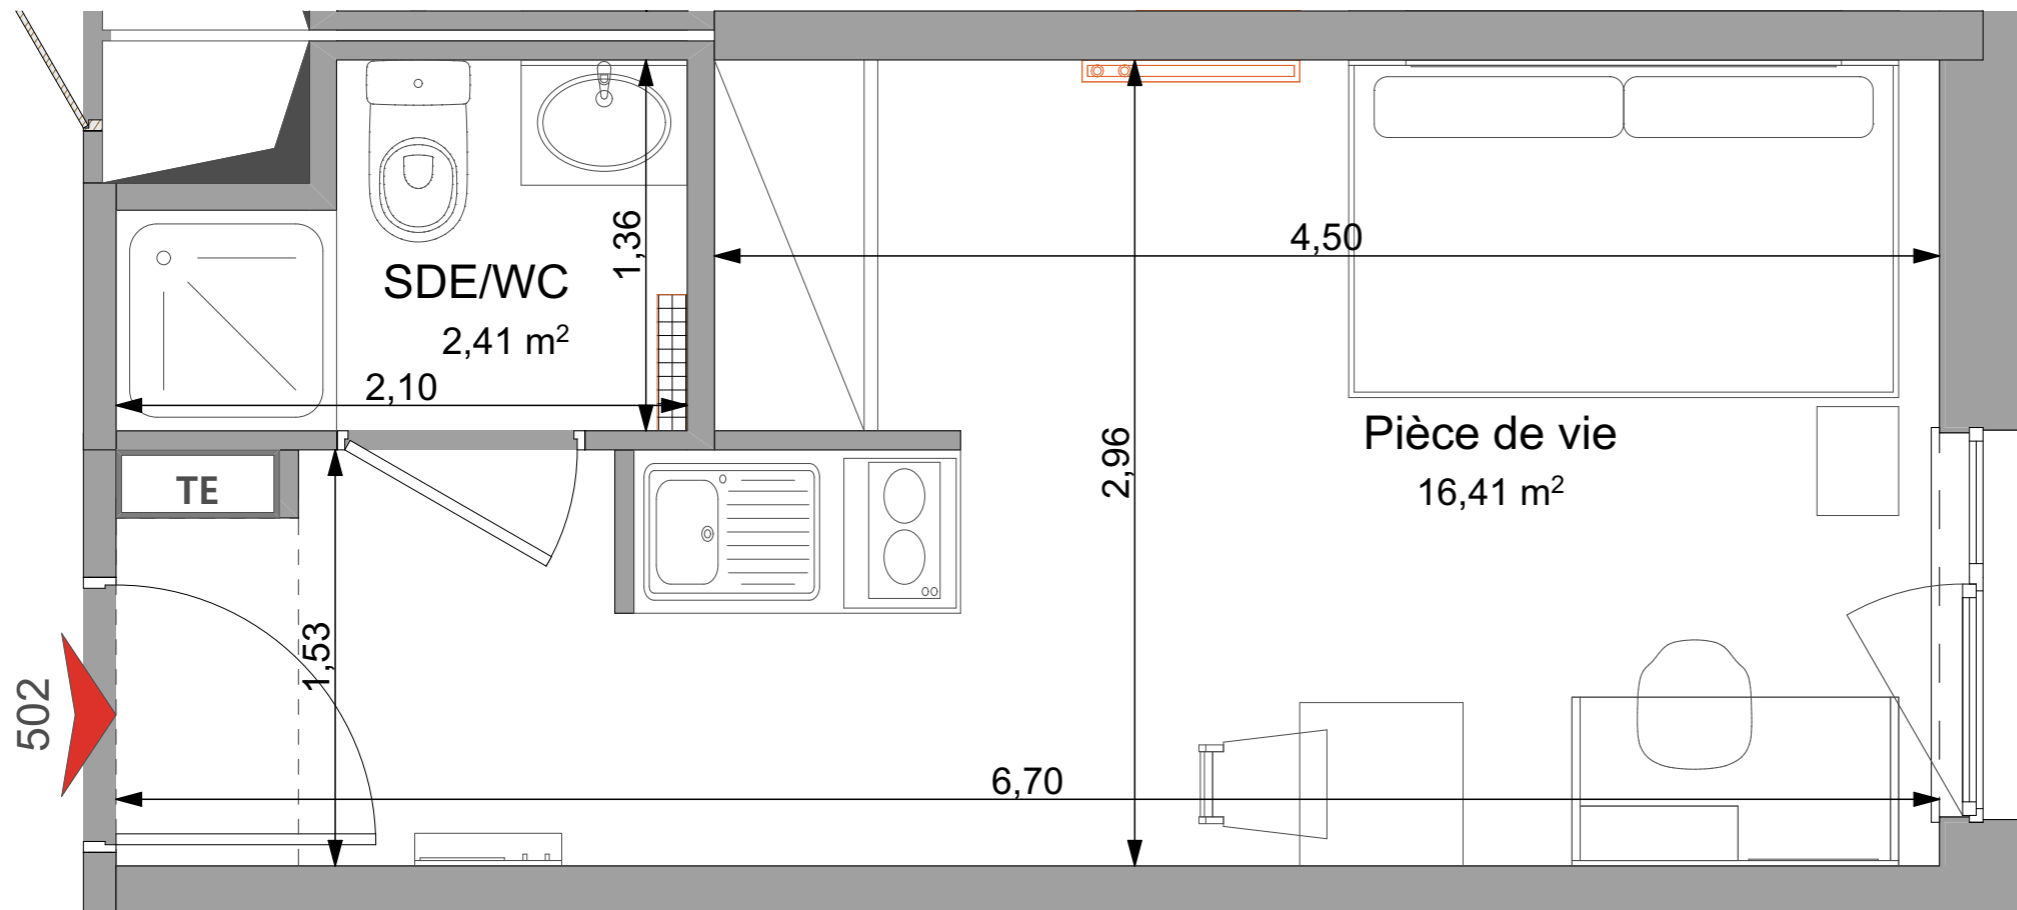 1,36
4,50
SDE/WC
2,41 m²
2,10
2,96
Pièce de vie
16,41 m²
TE
1,53
502
6,70